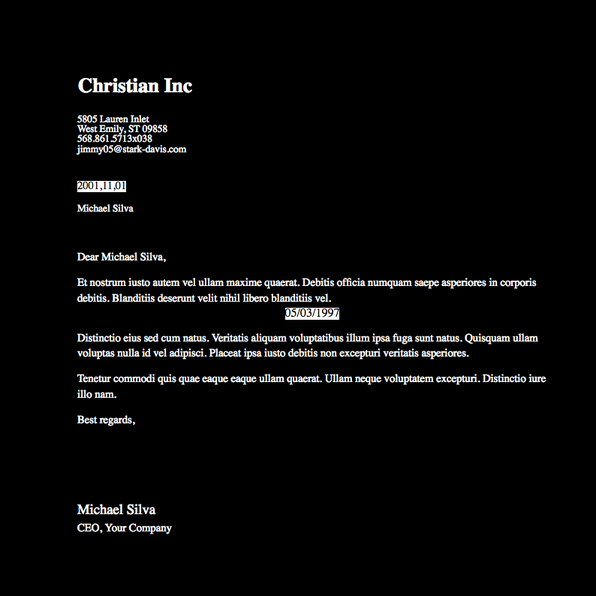 Christian Inc
5805 Lauren Inlet
West Emily, ST 09858
568.861.5713x038
jimmy05@stark-davis.com
2001,11,01
Michael Silva
Dear Michael Silva,
Et nostrum iusto autem vel ullam maxime quaerat. Debitis officia numquam saepe asperiores in corporis
debitis. Blanditiis deserunt velit nihil libero blanditiis vel.
05/03/1997
Distinctio eius sed cum natus. Veritatis aliquam voluptatibus illum ipsa fuga sunt natus. Quisquam ullam
voluptas nulla id vel adipisci. Placeat ipsa iusto debitis non excepturi veritatis asperiores.
Tenetur commodi quis quae eaque eaque ullam quaerat. Ullam neque voluptatem excepturi. Distinctio iure
illo nam.
Best regards,
Michael Silva
CEO, Your Company